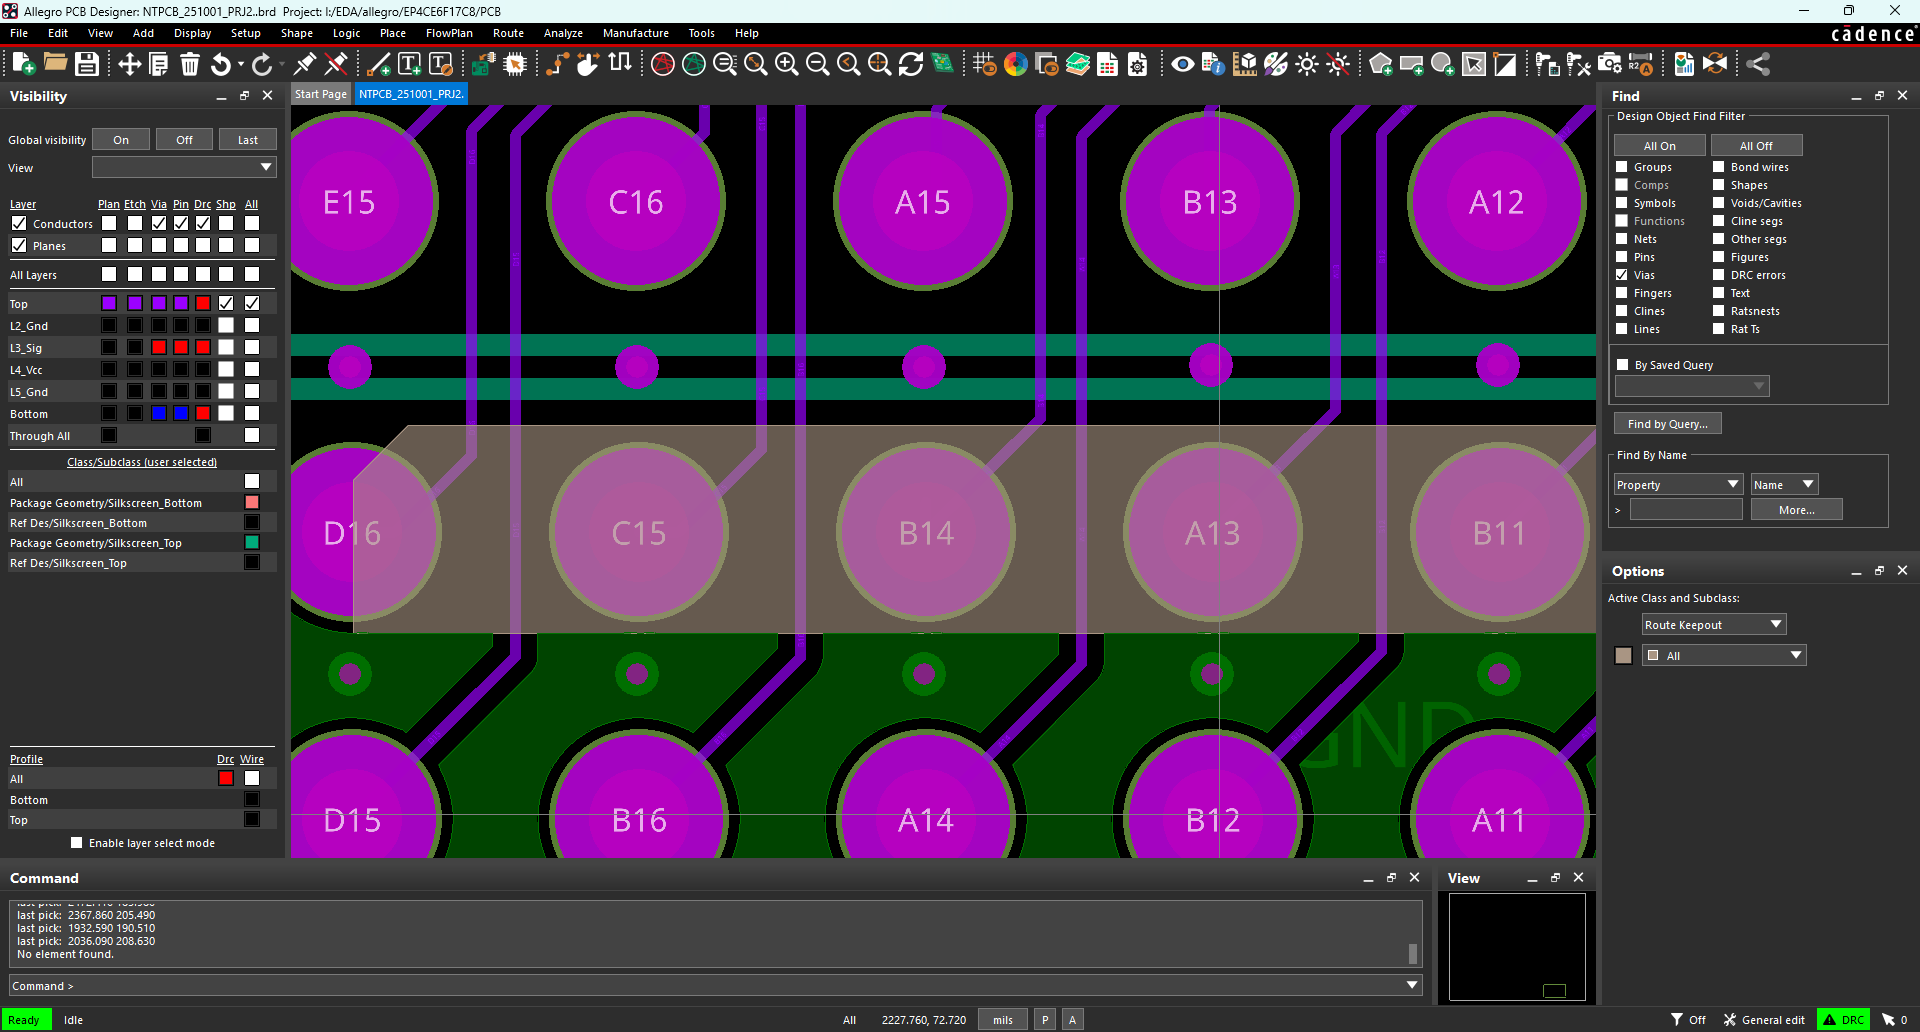 Allegro PCB Designer: NTPCB_251001_PRJ2..brd  Project: I:/EDA/allegro/EP4CE6F17C8/PCB
File Edit View Add Display Setup Shape Logic Place FlowPlan Route Analyze Manufacture Tools Help
cādence
Visibility
Global visibility On Off Last
View
Layer Plan Etch Via Pin Drc Shp All
Conductors
Planes
All Layers
Top
L2_Gnd
L3_Sig
L4_Vcc
L5_Gnd
Bottom
Through All
Class/Subclass (user selected)
All
Package Geometry/Silkscreen_Bottom
Ref Des/Silkscreen_Bottom
Package Geometry/Silkscreen_Top
Ref Des/Silkscreen_Top
Profile Drc Wire
All
Bottom
Top
Enable layer select mode
Start Page NTPCB_251001_PRJ2.
E15 C16 A15 B13 A12
D16 C15 B14 A13 B11
GND
D15 B16 A14 B12 A11
Find
Design Object Find Filter
All On All Off
Groups Bond wires
Comps Shapes
Symbols Voids/Cavities
Functions Cline segs
Nets Other segs
Pins Figures
Vias DRC errors
Fingers Text
Clines Ratsnests
Lines Rat Ts
By Saved Query
Find by Query...
Find By Name
Property Name
> More...
Options
Active Class and Subclass:
Route Keepout
All
Command
last pick:  2367.860 205.490
last pick:  1932.590 190.510
last pick:  2036.090 208.630
No element found.
Command >
View
Ready Idle All 2227.760, 72.720 mils P A Off General edit DRC 0